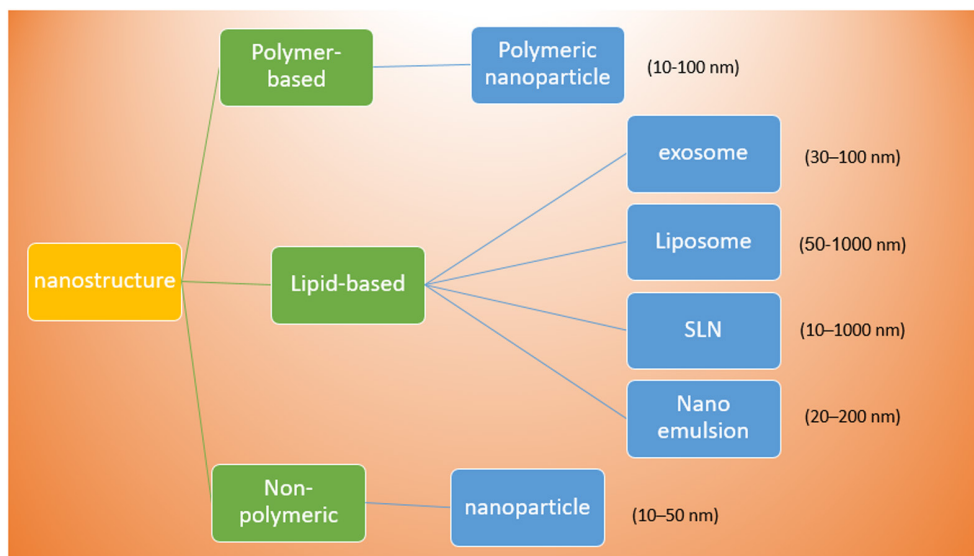 Polymer-
based
Polymeric
nanoparticle
(10-100 nm)
exosome
(30–100 nm)
nanostructure
Lipid-based
Liposome
(50-1000 nm)
SLN
(10–1000 nm)
Nano
emulsion
(20–200 nm)
Non-
polymeric
nanoparticle
(10–50 nm)